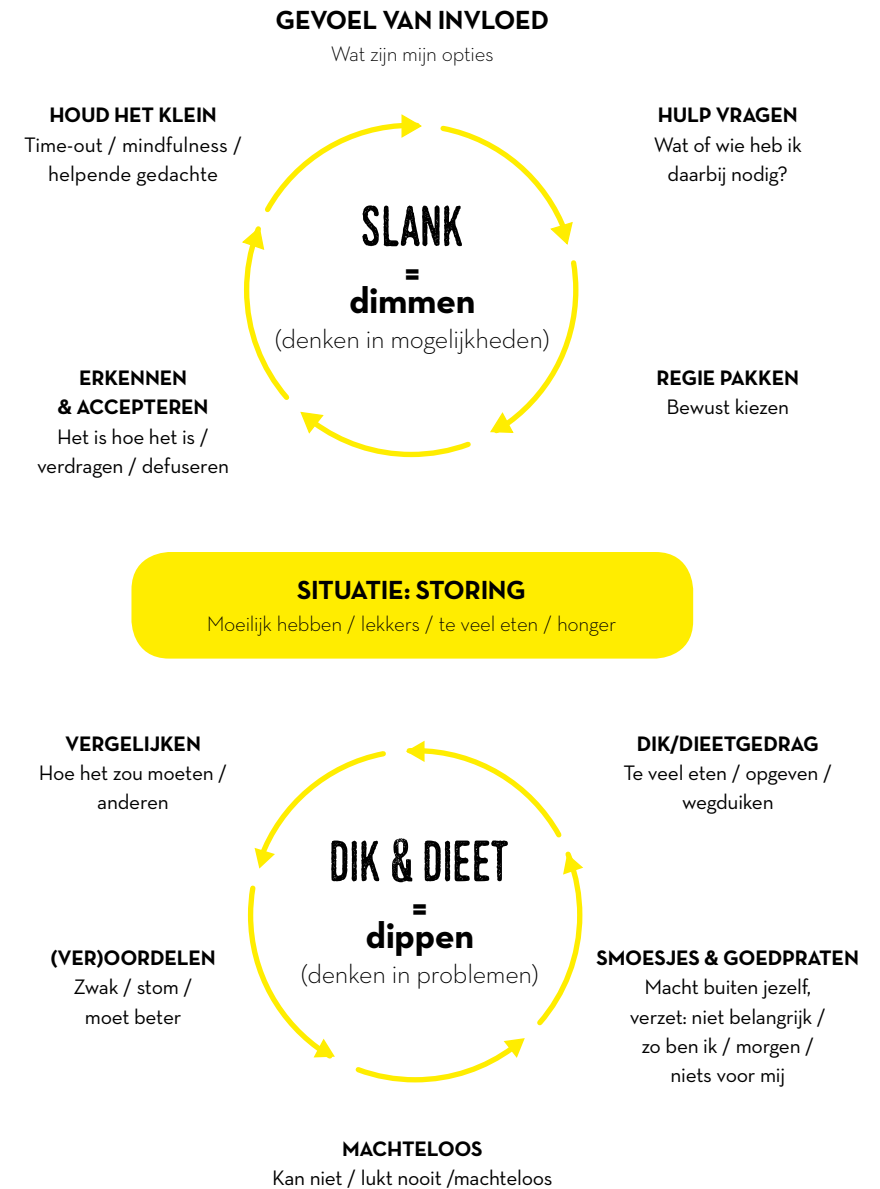 GEVOEL VAN INVLOED
Wat zijn mijn opties
HOUD HET KLEIN
Time-out / mindfulness /
helpende gedachte
HULP VRAGEN
Wat of wie heb ik
daarbij nodig?
SLANK
=
dimmen
(denken in mogelijkheden)
ERKENNEN
& ACCEPTEREN
Het is hoe het is /
verdragen / defuseren
REGIE PAKKEN
Bewust kiezen
SITUATIE: STORING
Moeilijk hebben / lekkers / te veel eten / honger
VERGELIJKEN
Hoe het zou moeten /
anderen
DIK/DIEETGEDRAG
Te veel eten / opgeven /
wegduiken
DIK & DIEET
=
dippen
(denken in problemen)
(VER)OORDELEN
Zwak / stom /
moet beter
SMOESJES & GOEDPRATEN
Macht buiten jezelf,
verzet: niet belangrijk /
zo ben ik / morgen /
niets voor mij
MACHTELOOS
Kan niet / lukt nooit /machteloos